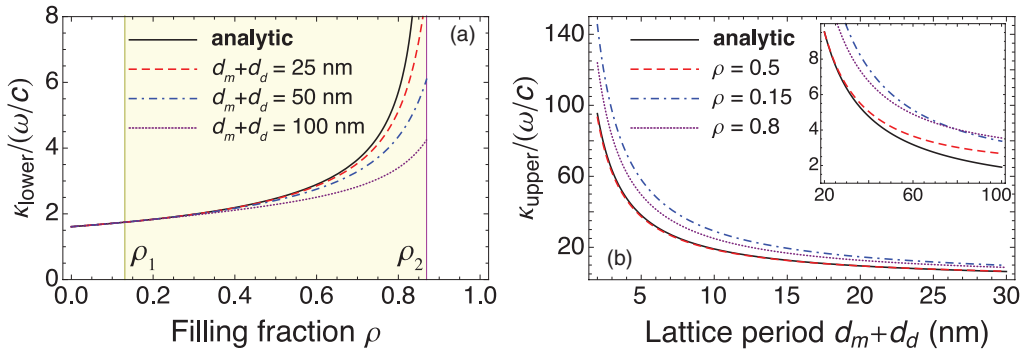 (a)
κlower/(ω/c)
8
6
4
2
0
analytic
dm+dd = 25 nm
dm+dd = 50 nm
dm+dd = 100 nm
ρ1
ρ2
0.0 0.2 0.4 0.6 0.8 1.0
Filling fraction ρ
κupper/(ω/c)
140
100
60
20
analytic
ρ = 0.5
ρ = 0.15
ρ = 0.8
8
6
4
2
20 60 100
(b)
5 10 15 20 25 30
Lattice period dm+dd (nm)